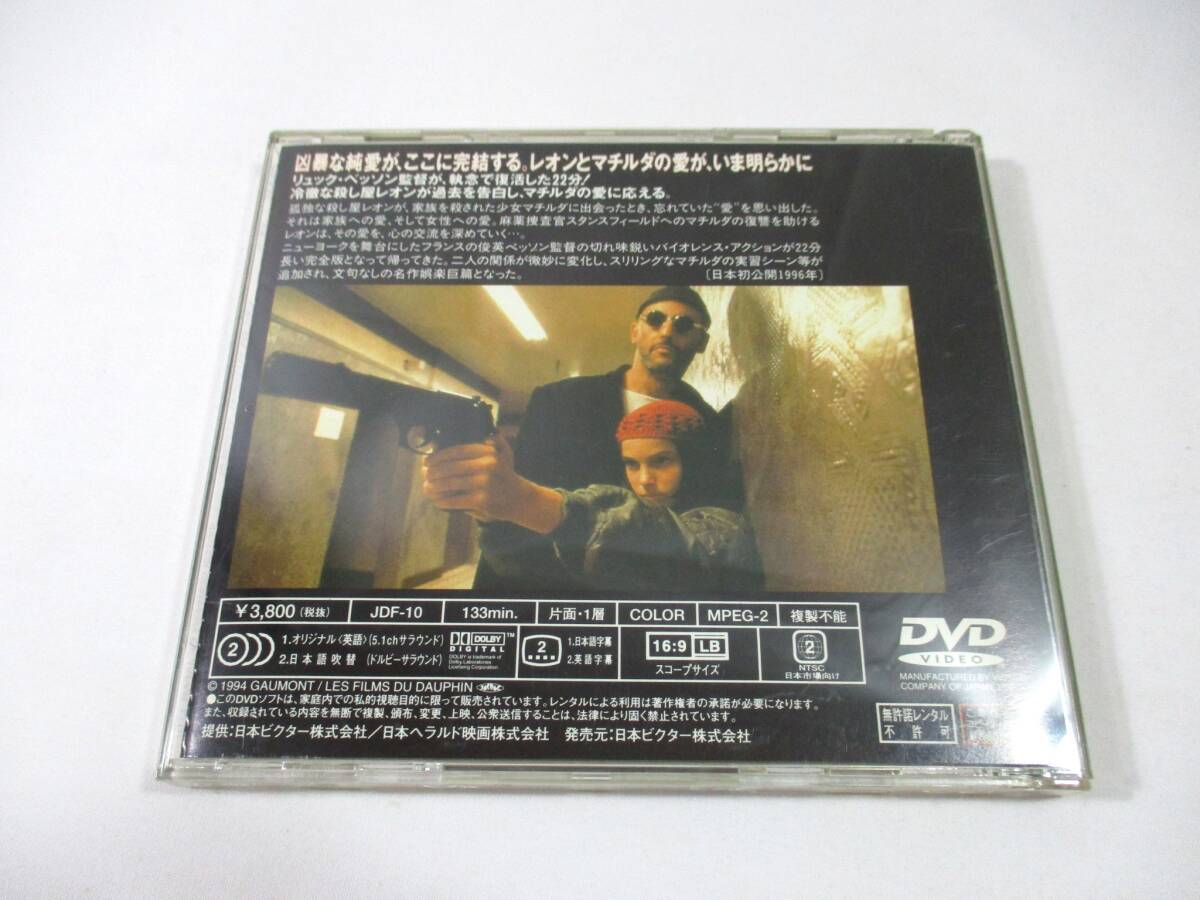 凶暴な純愛が、ここに完結する。レオンとマチルダの愛が、いま明らかに
リュック・ベッソン監督が、執念で復活した22分!
冷徹な殺し屋レオンが過去を告白し、マチルダの愛に応える。
孤独な殺し屋レオンが、家族を殺された少女マチルダに出会ったとき、忘れていた“愛”を思い出した。
それは家族への愛、そして女性への愛。麻薬捜査官スタンスフィールドへのマチルダの復讐を助ける
レオンは、その愛を、心の交流を深めていく…。
ニューヨークを舞台にしたフランスの俊英ベッソン監督の切れ味鋭いバイオレンス・アクションが22分
長い完全版となって帰ってきた。二人の関係が微妙に変化し、スリリングなマチルダの実習シーン等が
追加され、文句なしの名作娯楽巨篇となった。 〔日本初公開1996年〕
¥3,800(税抜) JDF-10 133min. 片面・1層 COLOR MPEG-2 複製不能
2 1.オリジナル〈英語〉(5.1chサラウンド)
2.日本語吹替 (ドルビーサラウンド)
DOLBY DIGITAL TM
DOLBY is trademark of
Dolby Laboratories
Licensing Corporation
2 1.日本語字幕
2.英語字幕
16:9 LB
スコープサイズ
2
NTSC
日本市場向け
DVD
VIDEO
MANUFACTURED BY
COMPANY OF JAPAN,
© 1994 GAUMONT / LES FILMS DU DAUPHIN
●このDVDソフトは、家庭内での私的視聴目的に限って販売されています。レンタルによる利用は著作権者の承諾が必要になります。
また、収録されている内容を無断で複製、頒布、変更、上映、公衆送信することは、法律により固く禁止されています。
提供:日本ビクター株式会社/日本ヘラルド映画株式会社 発売元:日本ビクター株式会社
無許諾レンタル
不許可